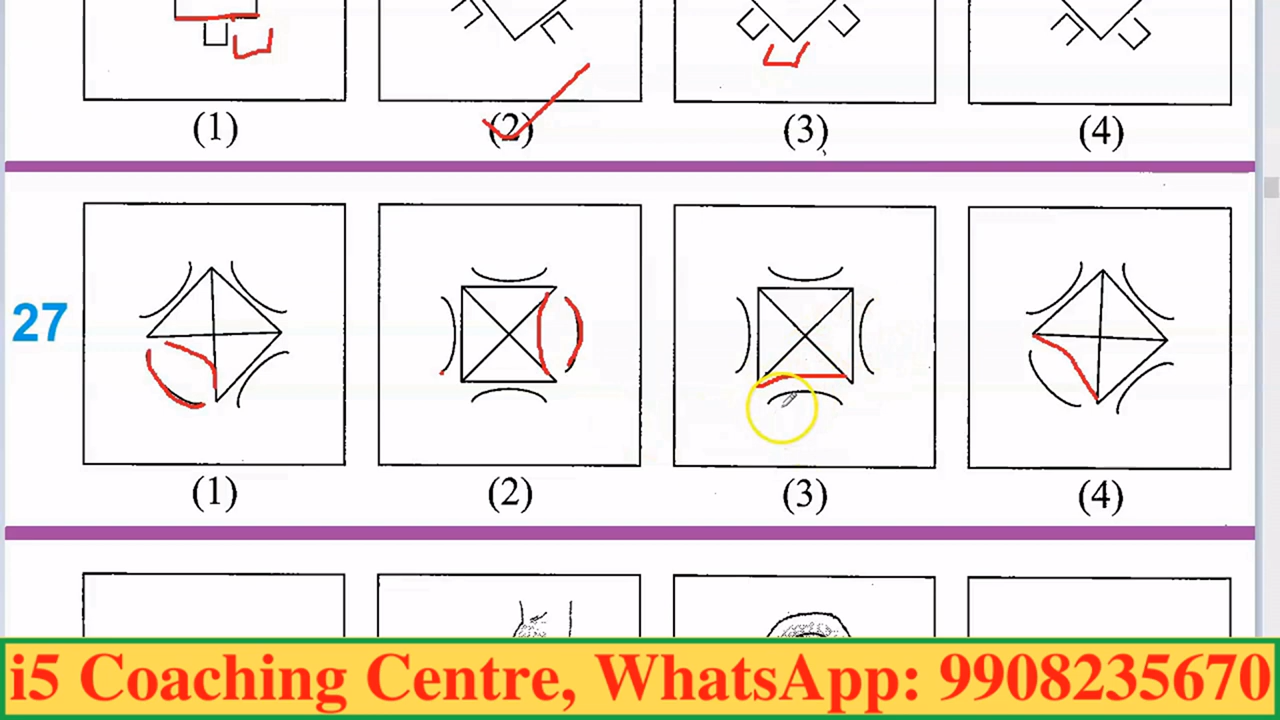 (1) (2) (3) (4)
27
(1) (2) (3) (4)
i5 Coaching Centre, WhatsApp: 9908235670